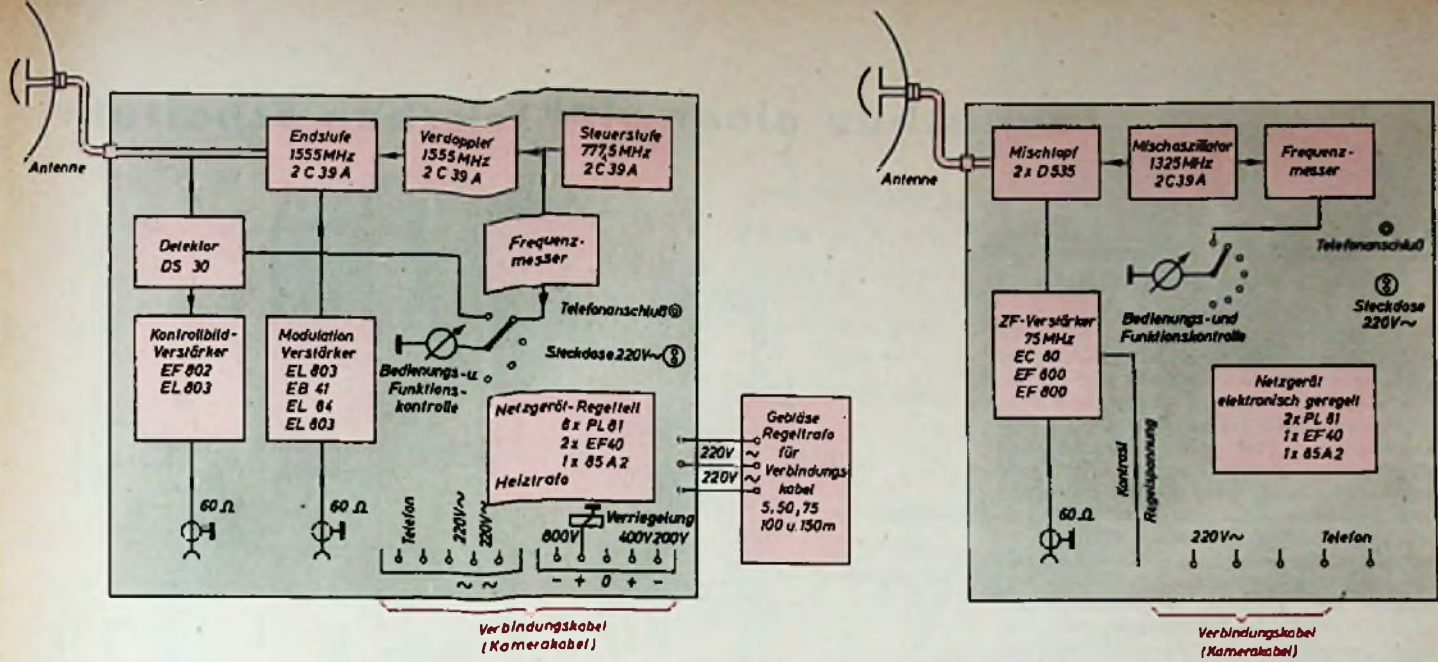 Antenne
Endstufe
1555MHz
2C39A
Verdoppler
1555MHz
2C39A
Steuerstufe
777,5MHz
2C39A
Detektor
DS 30
Frequenz-
messer
Telefonanschluß
Steckdose 220V~
Kontrollbild-
Verstärker
EF 802
EL 803
Modulation
Verstärker
EL 803
EB 41
EL 84
EL 803
Bedienungs-u.
Funktions-
kontrolle
Netzgerät-Regelteil
6x PL 81
2x EF40
1x 85A2
Heiztrafo
220V ~
220V ~
Gebläse
Regeltrafo
für
Verbindungs
kabel
5, 50, 75
100 u. 150m
60 Ω
60 Ω
Telefon
220V~
220V~
~ ~
Verriegelung
800V
400V 200V
- + 0 + -
Verbindungskabel
(Kamerakabel)
Antenne
Mischtopf
2x D535
Mischoszillator
1325MHz
2C39A
Frequenz-
messer
Telefonanschluß
Steckdose
220V~
Bedienungs-und
Funktionskontrolle
ZF-Verstärker
75MHz
EC 80
EF 800
EF 800
Netzgerät
elektronisch geregelt
2x PL 81
1x EF40
1x 85A2
Kontrast
Regelspannung
60Ω
220V~
Telefon
Verbindungskabel
(Kamerakabel)